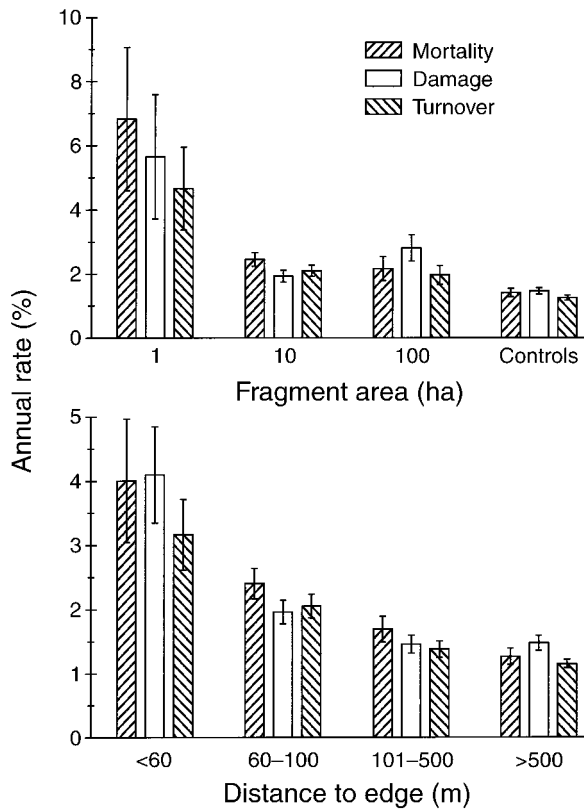 10
8
6
4
2
0
Mortality
Damage
Turnover
1 10 100 Controls
Fragment area (ha)
Annual rate (%)
5
4
3
2
1
0
<60 60–100 101–500 >500
Distance to edge (m)